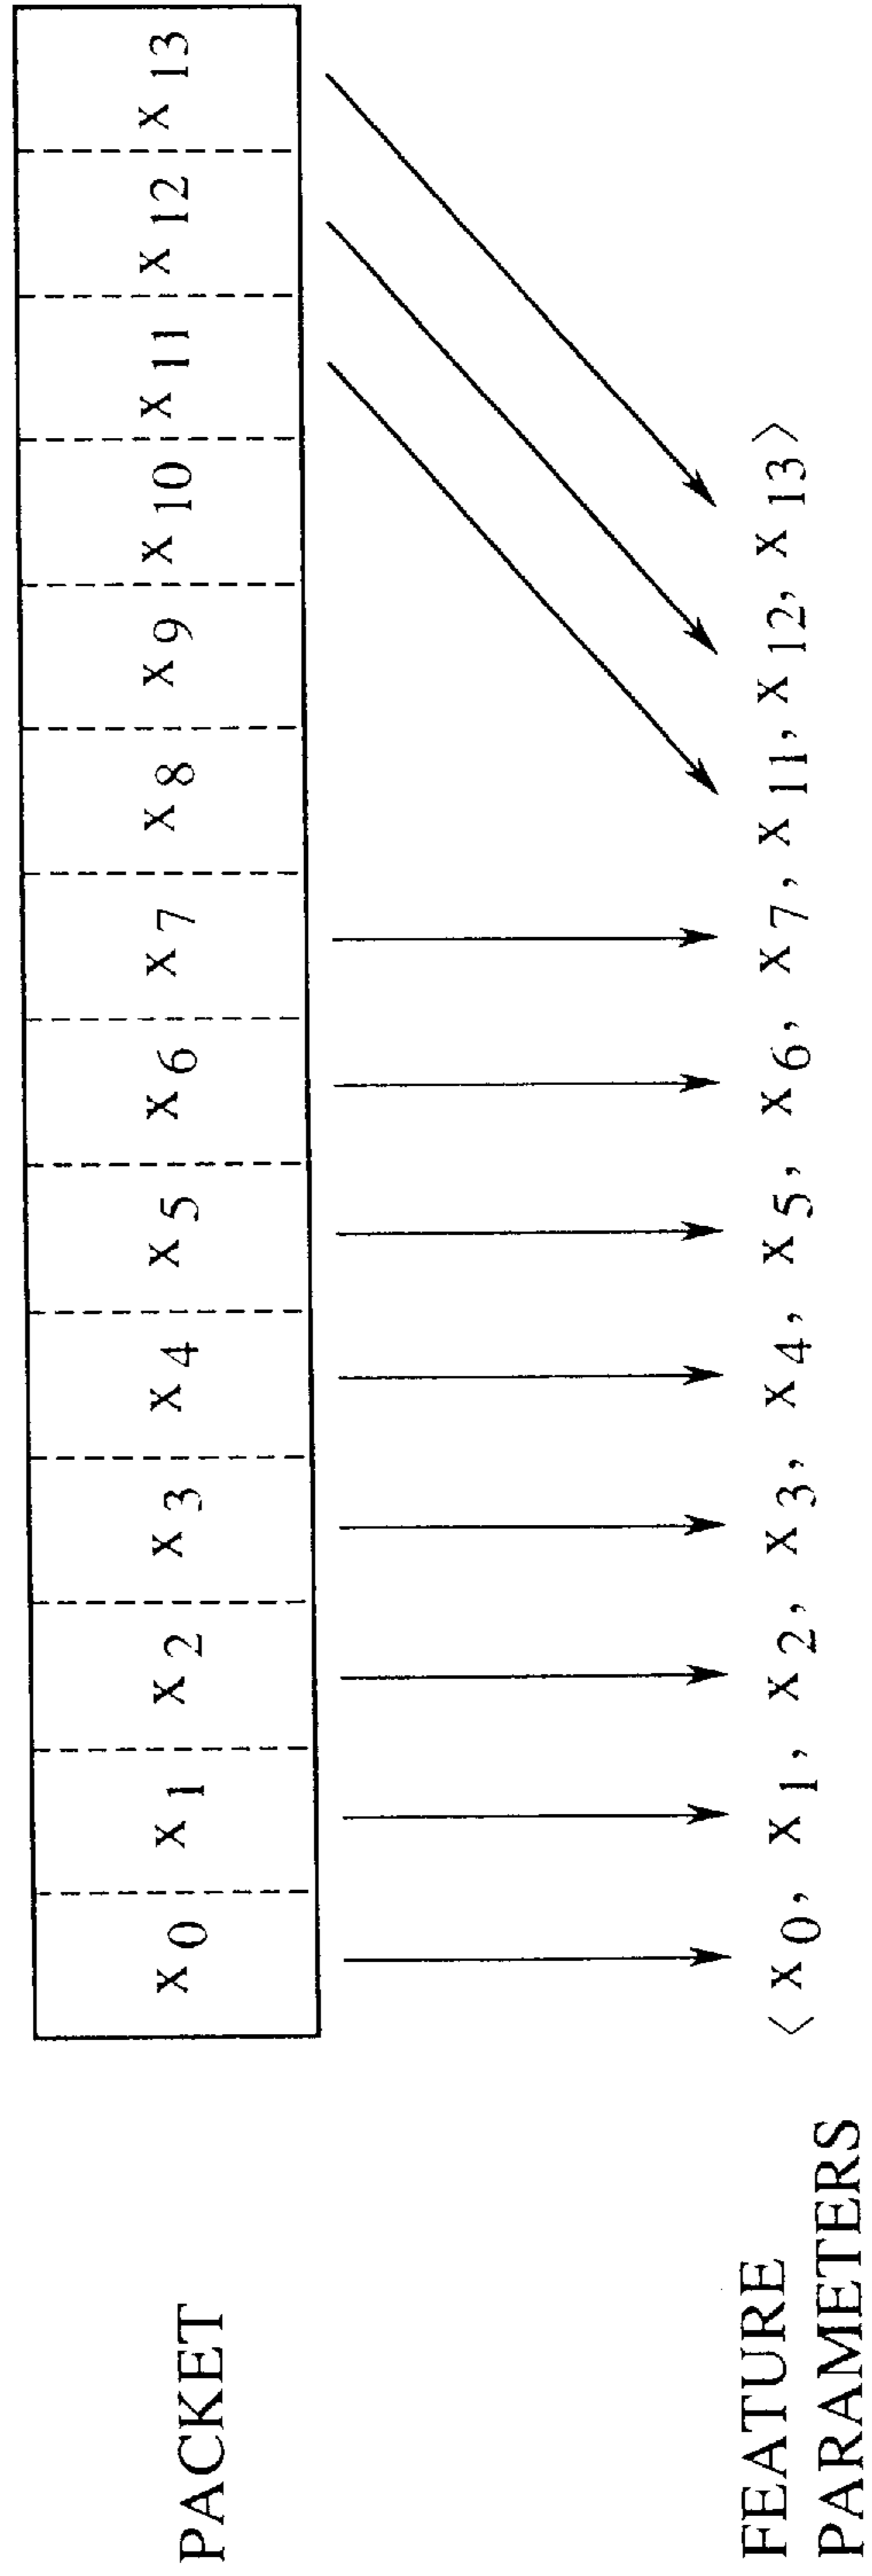 PACKET
X0 X1 X2 X3 X4 X5 X6 X7 X8 X9 X10 X11 X12 X13
FEATURE
PARAMETERS
〈 X0, X1, X2, X3, X4, X5, X6, X7, X11, X12, X13 〉